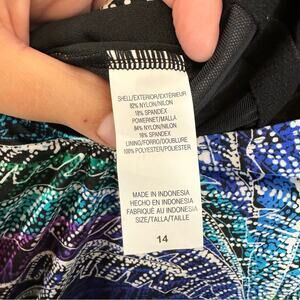 SHELL/EXTERIOR/EXTÉRIEUR
82% NYLON/NILON
18% SPANDEX
POWERNET/MALLA
84% NYLON/NILON
16% SPANDEX
LINING/FORRO/DOUBLURE
100% POLYESTER/POLIESTER
MADE IN INDONESIA
HECHO EN INDONESIA
FABRIQUÉ AU INDONESIA
SIZE/TALLA/TAILLE
14